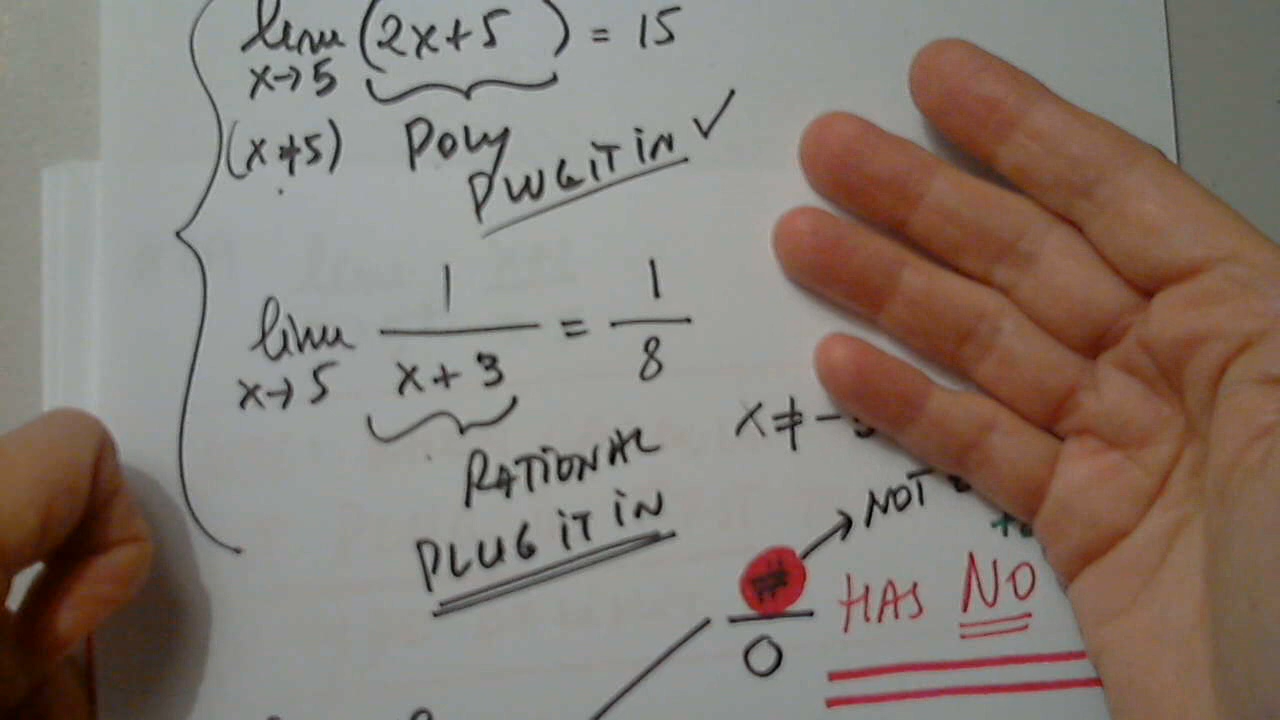 lim (2x+5) = 15
x→5
(x≠5) POLY
PLUG IT IN ✓
lim 1/(x+3) = 1/8
x→5
RATIONAL
PLUG IT IN
x ≠ -
NOT
#/0 HAS NO